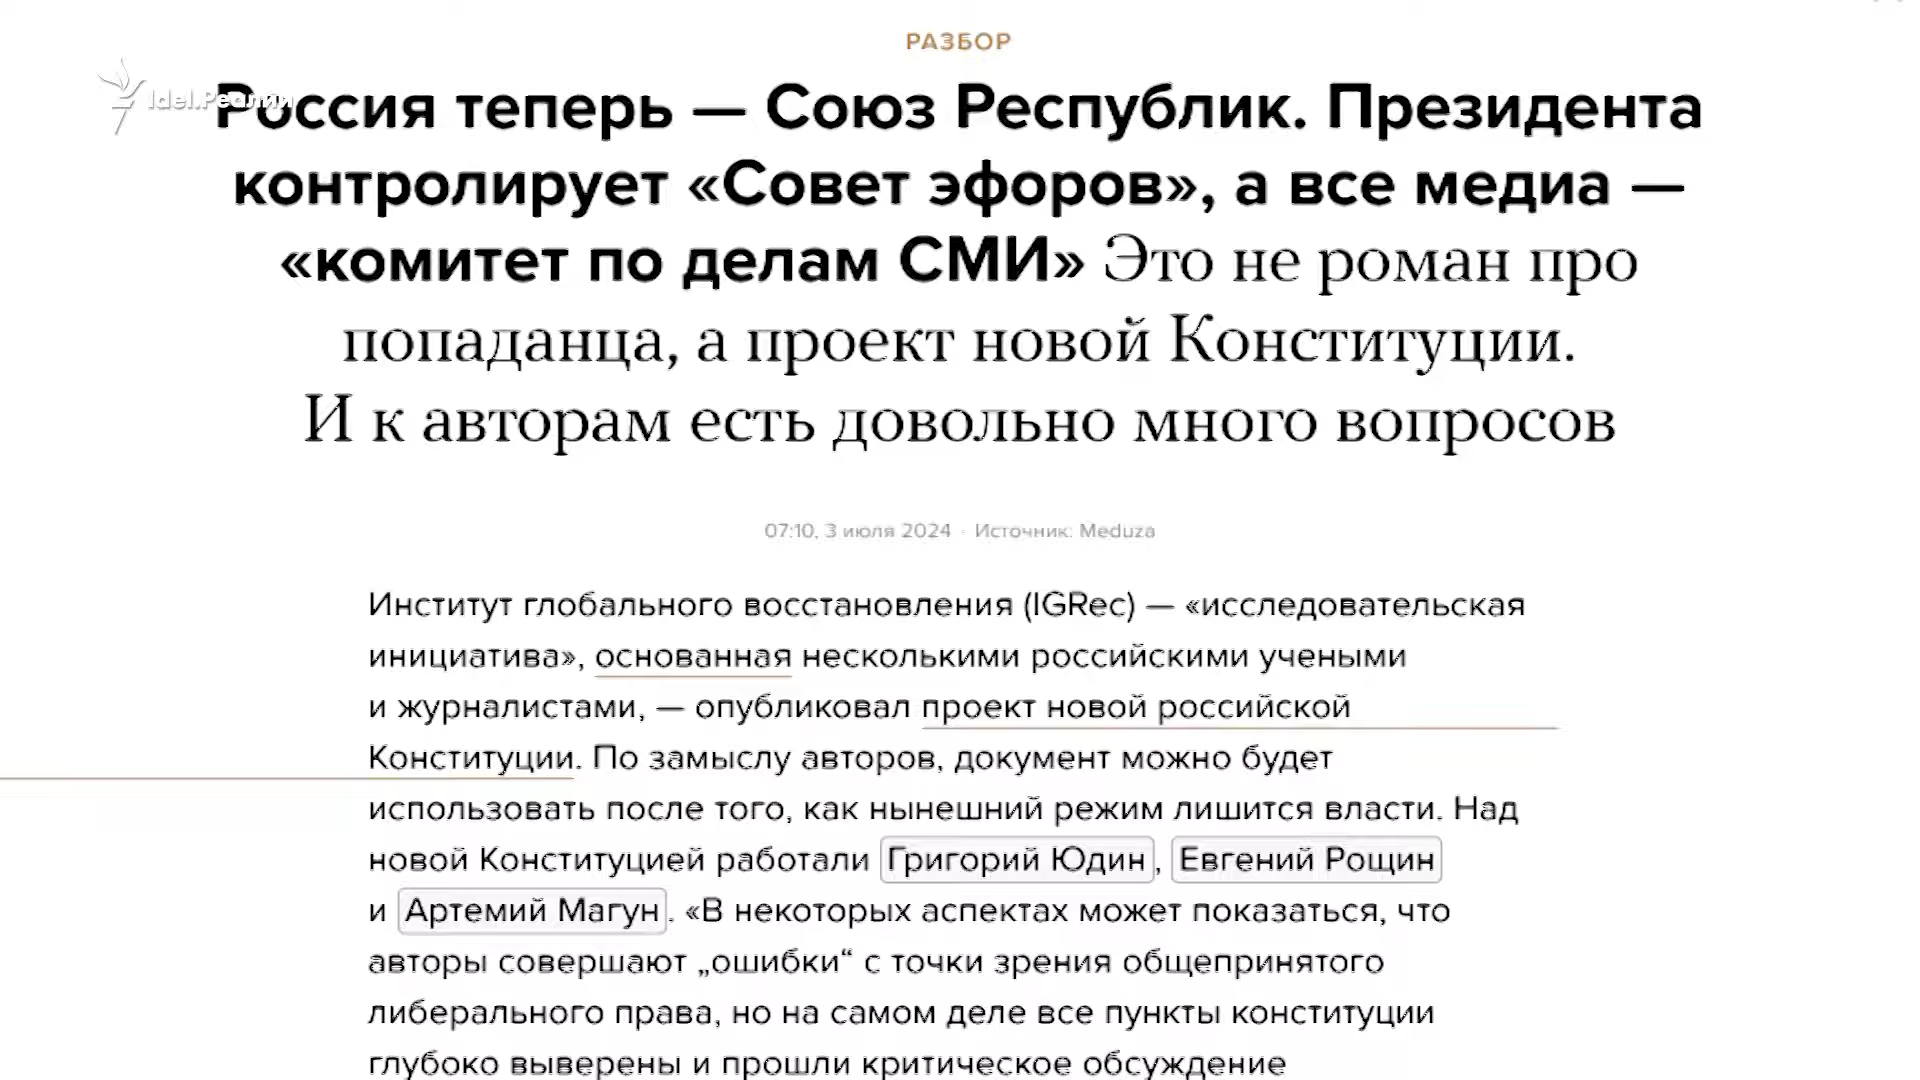 РАЗБОР
Idel.Реалии
Россия теперь — Союз Республик. Президента
контролирует «Совет эфоров», а все медиа —
«комитет по делам СМИ» Это не роман про
попаданца, а проект новой Конституции.
И к авторам есть довольно много вопросов
07:10, 3 июля 2024 · Источник: Meduza
Институт глобального восстановления (IGRec) — «исследовательская
инициатива», основанная несколькими российскими учеными
и журналистами, — опубликовал проект новой российской
Конституции. По замыслу авторов, документ можно будет
использовать после того, как нынешний режим лишится власти. Над
новой Конституцией работали Григорий Юдин, Евгений Рощин
и Артемий Магун. «В некоторых аспектах может показаться, что
авторы совершают „ошибки“ с точки зрения общепринятого
либерального права, но на самом деле все пункты конституции
глубоко выверены и прошли критическое обсуждение